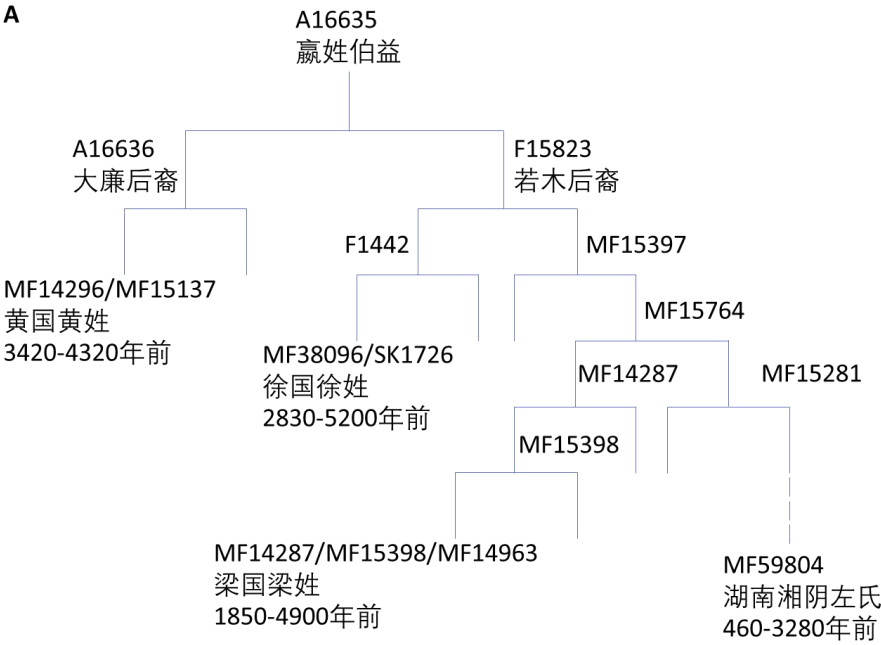 A
A16635
嬴姓伯益
A16636
大廉后裔
F15823
若木后裔
F1442
MF15397
MF14296/MF15137
黄国黄姓
3420-4320年前
MF15764
MF38096/SK1726
徐国徐姓
2830-5200年前
MF14287
MF15281
MF15398
MF14287/MF15398/MF14963
梁国梁姓
1850-4900年前
MF59804
湖南湘阴左氏
460-3280年前